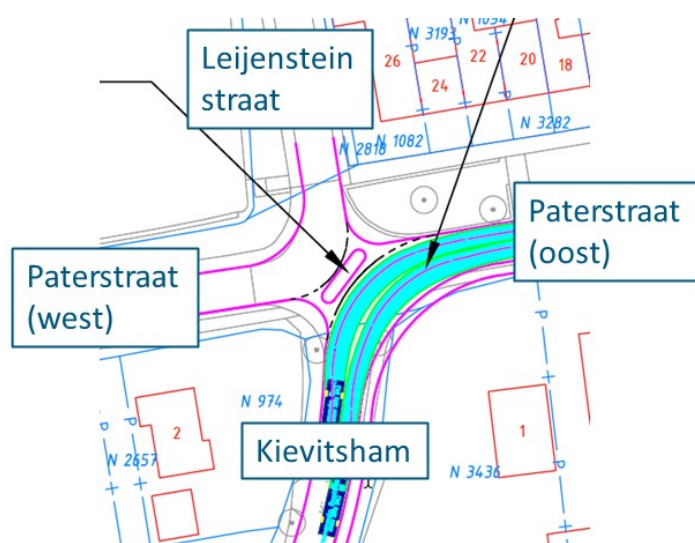 N 3193
N 1094
26
22
20
18
24
P
P
Leijenstein
straat
N 3282
N 1082
N 2818
Paterstraat
(oost)
Paterstraat
(west)
P
P
P
P
2
N 974
1
Kievitsham
N 2657
N 3436
P